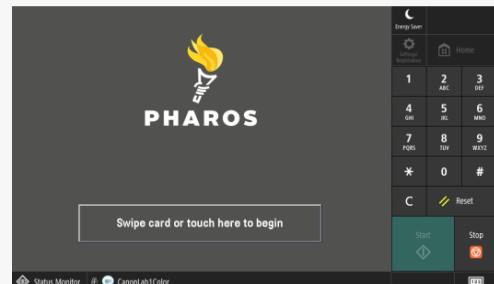 Energy Saver
Settings/
Registration
Home
1
2
ABC
3
DEF
4
GHI
5
JKL
6
MNO
7
PQRS
8
TUV
9
WXYZ
*
0
#
C
Reset
Start
Stop
PHAROS
Swipe card or touch here to begin
Status Monitor
#:
CanonLab1Color